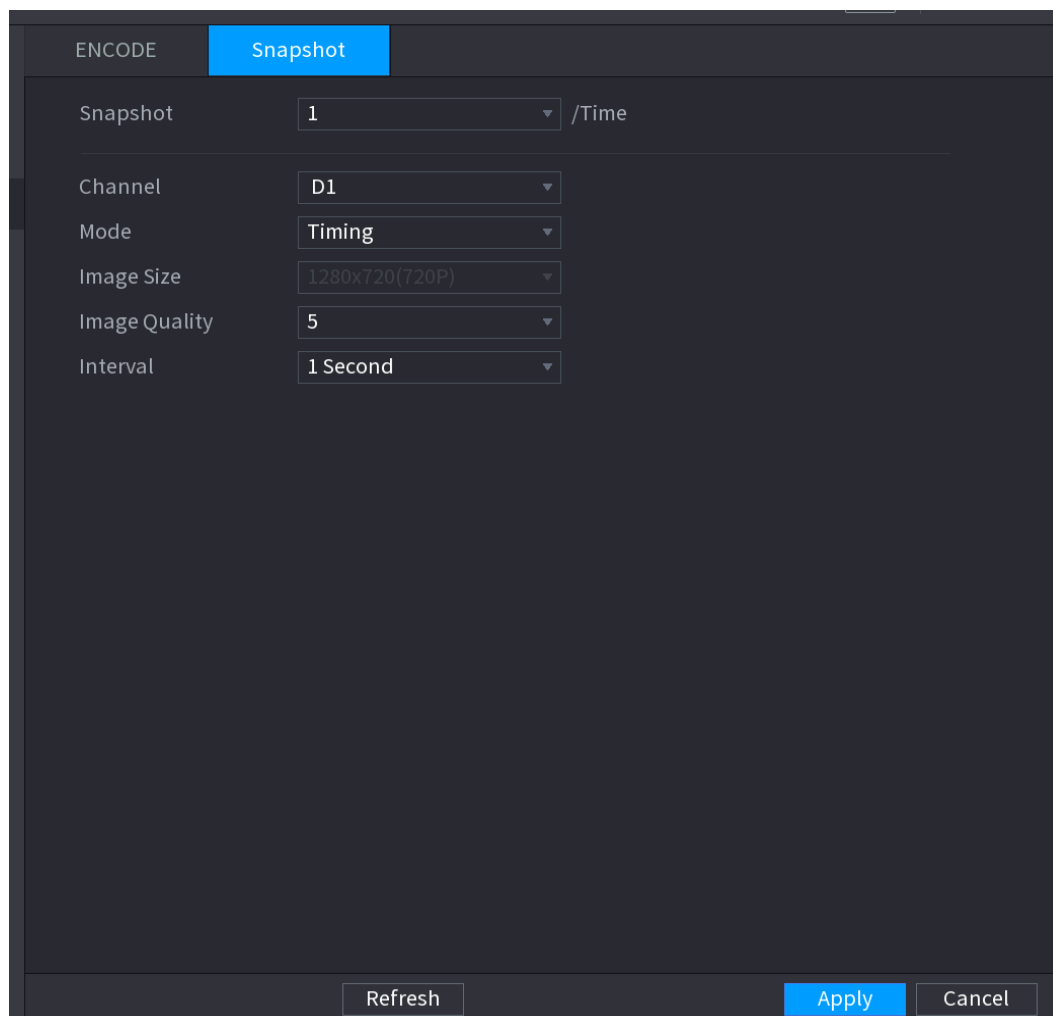 ENCODE Snapshot
Snapshot 1 /Time
Channel D1
Mode Timing
Image Size 1280x720(720P)
Image Quality 5
Interval 1 Second
Refresh Apply Cancel